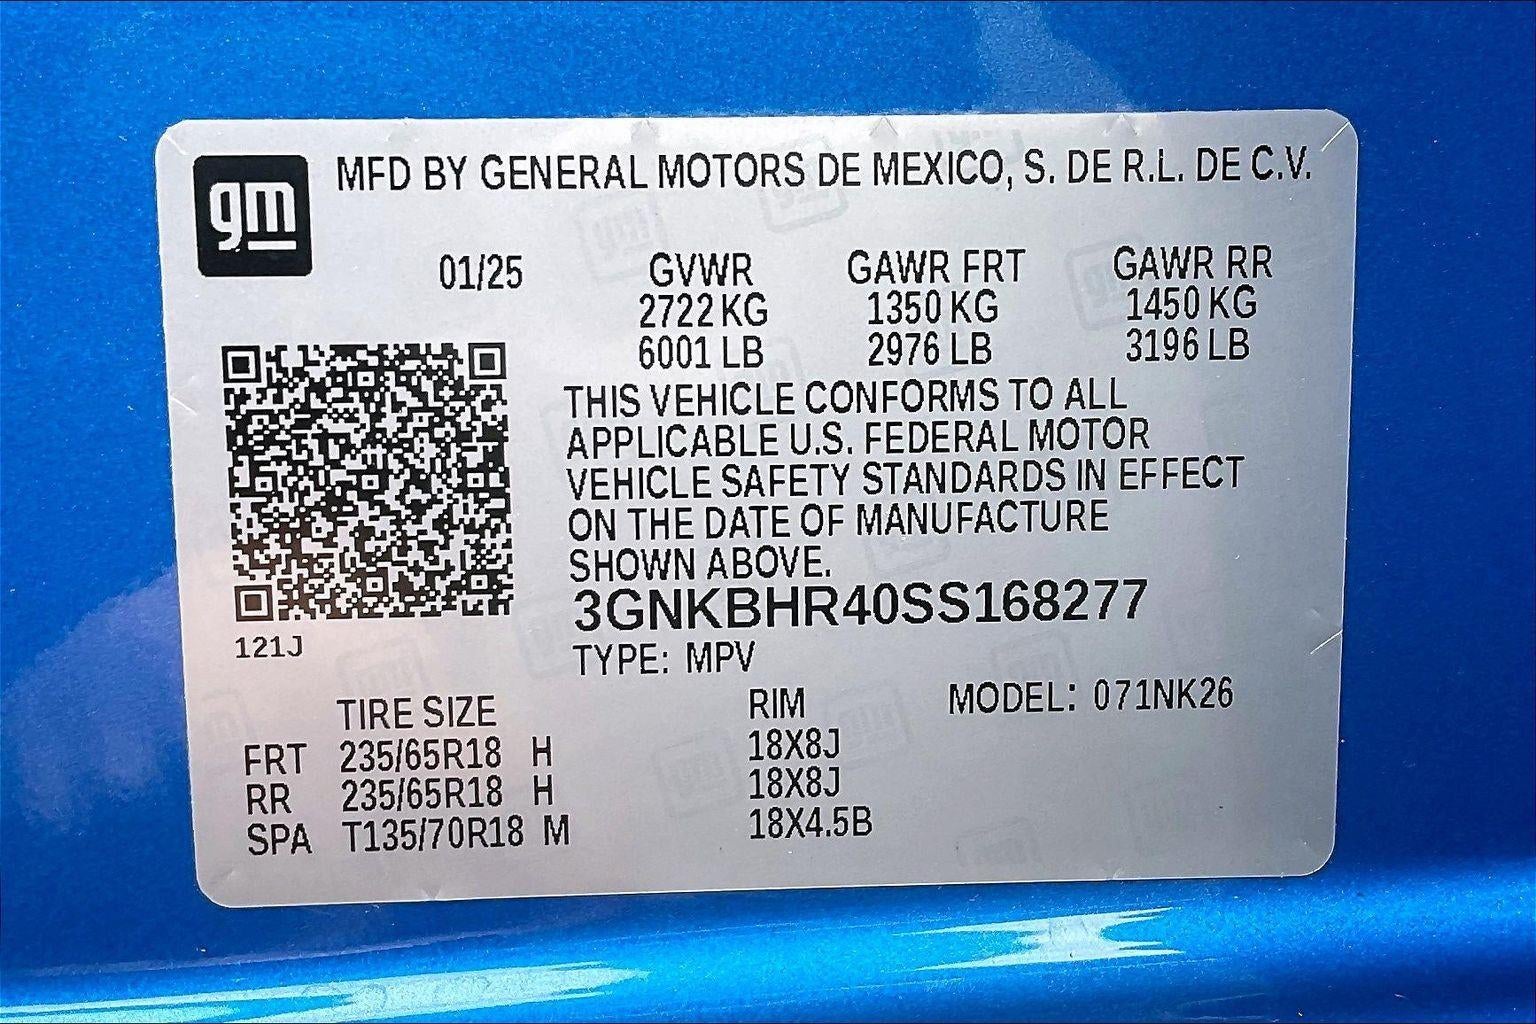 gm
MFD BY GENERAL MOTORS DE MEXICO, S. DE R.L. DE C.V.
01/25 GVWR GAWR FRT GAWR RR
2722 KG 1350 KG 1450 KG
6001 LB 2976 LB 3196 LB
THIS VEHICLE CONFORMS TO ALL
APPLICABLE U.S. FEDERAL MOTOR
VEHICLE SAFETY STANDARDS IN EFFECT
ON THE DATE OF MANUFACTURE
SHOWN ABOVE.
3GNKBHR40SS168277
121J
TYPE: MPV
TIRE SIZE RIM MODEL: 071NK26
FRT 235/65R18 H 18X8J
RR 235/65R18 H 18X8J
SPA T135/70R18 M 18X4.5B